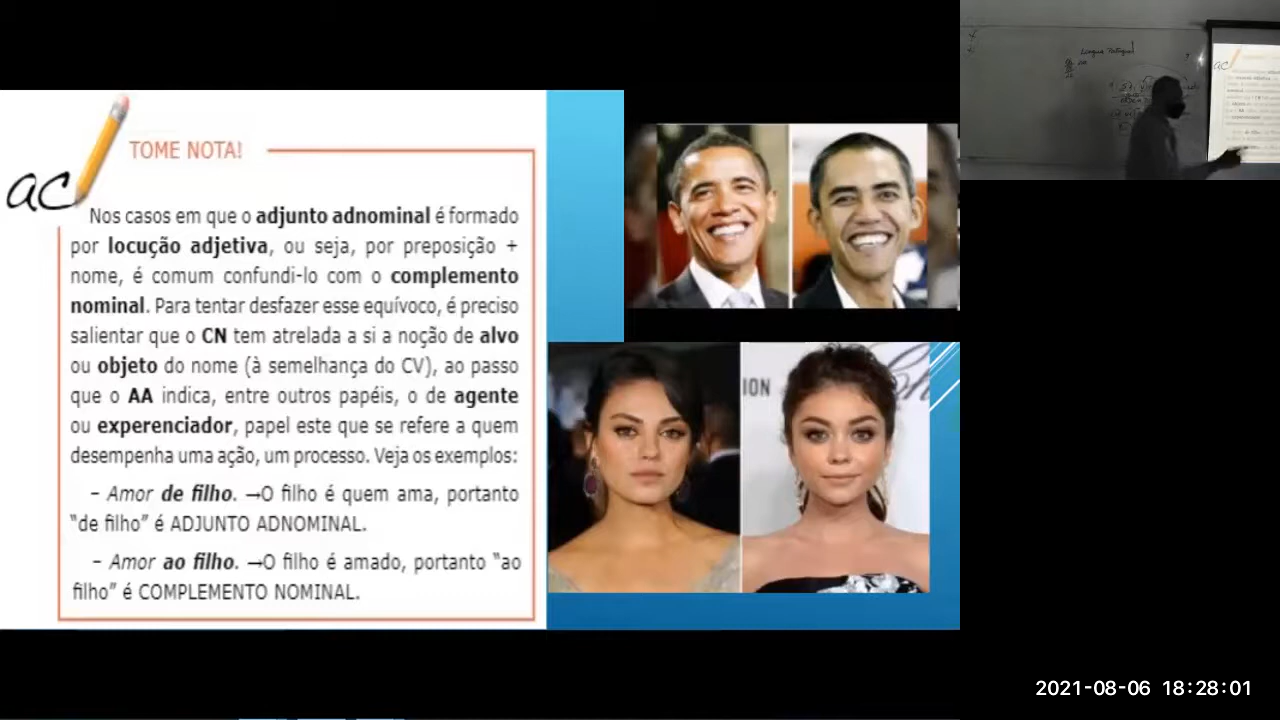 ac
TOME NOTA!
Nos casos em que o adjunto adnominal é formado
por locução adjetiva, ou seja, por preposição +
nome, é comum confundi-lo com o complemento
nominal. Para tentar desfazer esse equívoco, é preciso
salientar que o CN tem atrelada a si a noção de alvo
ou objeto do nome (à semelhança do CV), ao passo
que o AA indica, entre outros papéis, o de agente
ou experenciador, papel este que se refere a quem
desempenha uma ação, um processo. Veja os exemplos:
– Amor de filho. →O filho é quem ama, portanto
“de filho” é ADJUNTO ADNOMINAL.
– Amor ao filho. →O filho é amado, portanto “ao
filho” é COMPLEMENTO NOMINAL.
ION
Língua Portugual
ac
2021-08-06 18:28:01